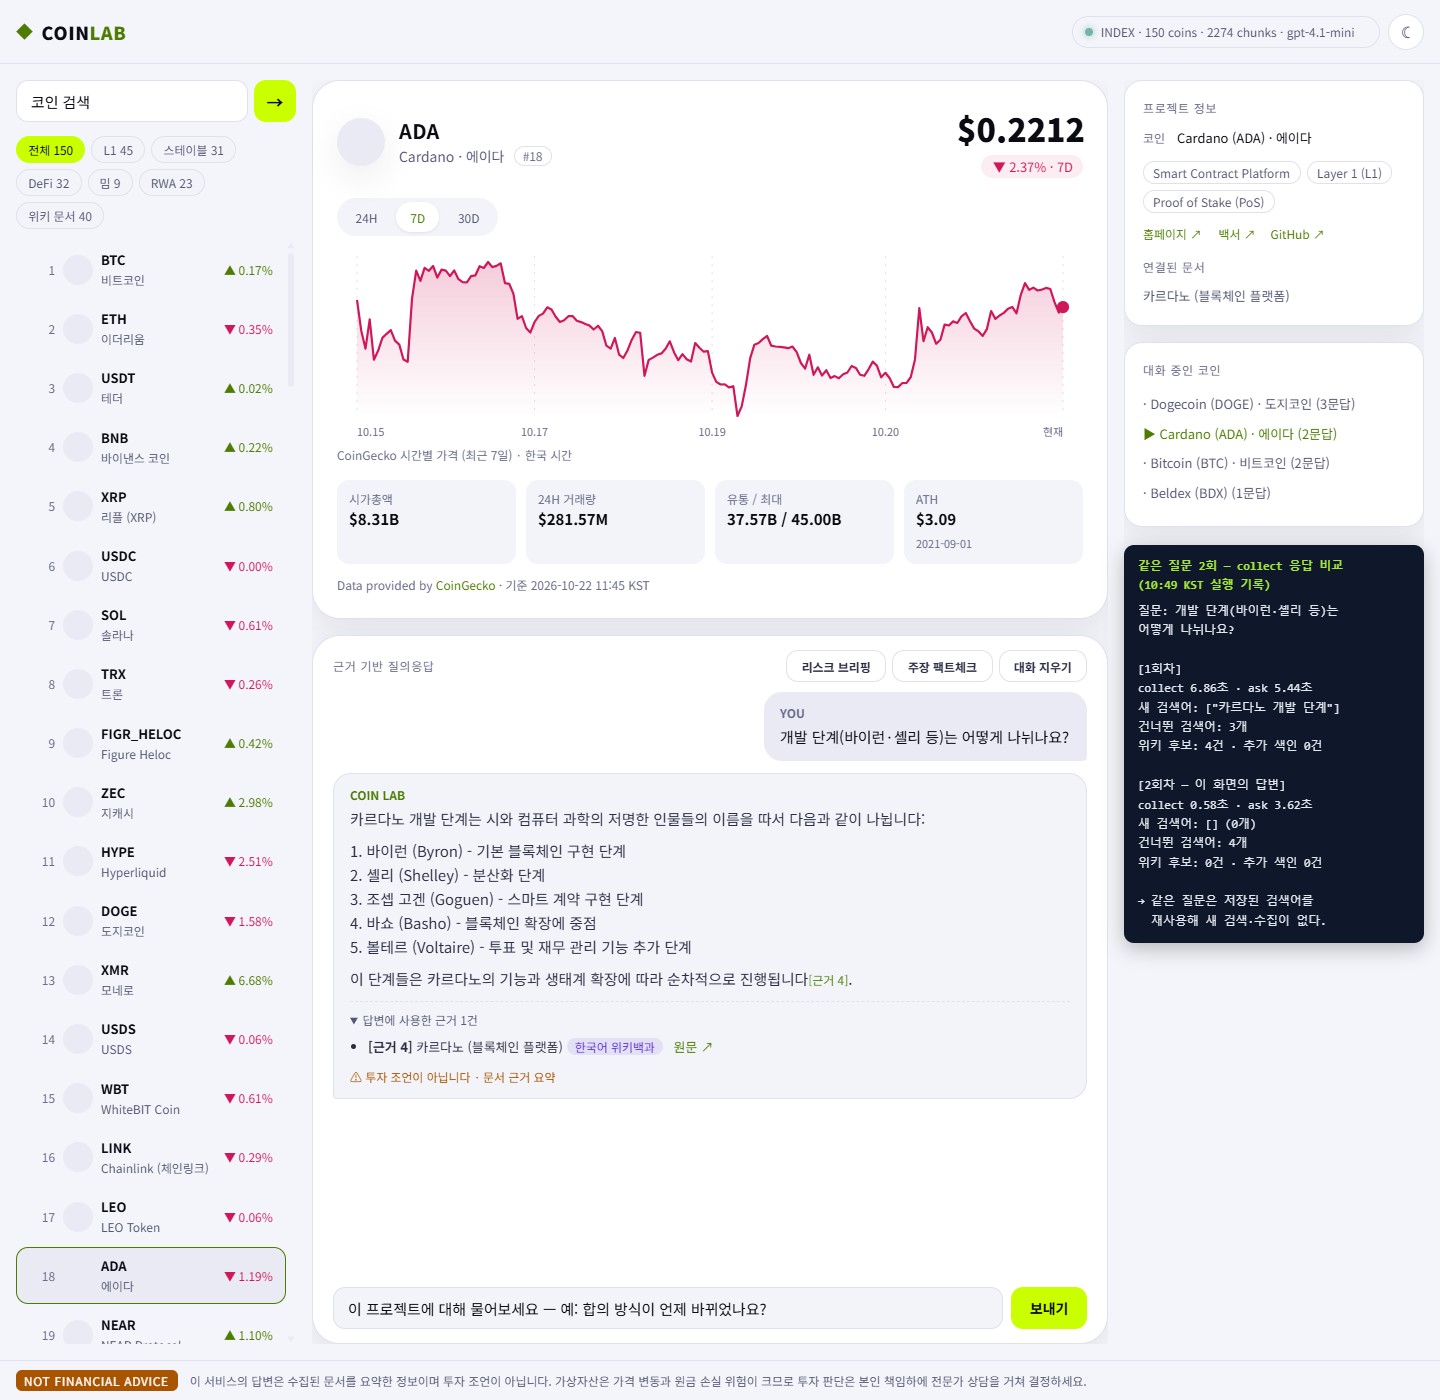 ◆ COINLAB
INDEX · 150 coins · 2274 chunks · gpt-4.1-mini
☾
코인 검색
→
전체 150
L1 45
스테이블 31
DeFi 32
밈 9
RWA 23
위키 문서 40
1 BTC ▲ 0.17%
비트코인
2 ETH ▼ 0.35%
이더리움
3 USDT ▲ 0.02%
테더
4 BNB ▲ 0.22%
바이낸스 코인
5 XRP ▲ 0.80%
리플 (XRP)
6 USDC ▼ 0.00%
USDC
7 SOL ▼ 0.61%
솔라나
8 TRX ▼ 0.26%
트론
9 FIGR_HELOC ▲ 0.42%
Figure Heloc
10 ZEC ▲ 2.98%
지캐시
11 HYPE ▼ 2.51%
Hyperliquid
12 DOGE ▼ 1.58%
도지코인
13 XMR ▲ 6.68%
모네로
14 USDS ▼ 0.06%
USDS
15 WBT ▼ 0.61%
WhiteBIT Coin
16 LINK ▼ 0.29%
Chainlink (체인링크)
17 LEO ▼ 0.06%
LEO Token
18 ADA ▼ 1.19%
에이다
19 NEAR ▲ 1.10%
NEAR Protocol
ADA
Cardano · 에이다 #18
$0.2212
▼ 2.37% · 7D
24H 7D 30D
10.15 10.17 10.19 10.20 현재
CoinGecko 시간별 가격 (최근 7일) · 한국 시간
시가총액
$8.31B
24H 거래량
$281.57M
유통 / 최대
37.57B / 45.00B
ATH
$3.09
2021-09-01
Data provided by CoinGecko · 기준 2026-10-22 11:45 KST
근거 기반 질의응답
리스크 브리핑
주장 팩트체크
대화 지우기
YOU
개발 단계(바이런·셸리 등)는 어떻게 나뉘나요?
COIN LAB
카르다노 개발 단계는 시와 컴퓨터 과학의 저명한 인물들의 이름을 따서 다음과 같이 나뉩니다:
1. 바이런 (Byron) - 기본 블록체인 구현 단계
2. 셸리 (Shelley) - 분산화 단계
3. 조셉 고겐 (Goguen) - 스마트 계약 구현 단계
4. 바쇼 (Basho) - 블록체인 확장에 중점
5. 볼테르 (Voltaire) - 투표 및 재무 관리 기능 추가 단계
이 단계들은 카르다노의 기능과 생태계 확장에 따라 순차적으로 진행됩니다[근거 4].
▼ 답변에 사용한 근거 1건
• [근거 4] 카르다노 (블록체인 플랫폼) 한국어 위키백과 원문 ↗
⚠ 투자 조언이 아닙니다 · 문서 근거 요약
이 프로젝트에 대해 물어보세요 — 예: 합의 방식이 언제 바뀌었나요?
보내기
프로젝트 정보
코인 Cardano (ADA) · 에이다
Smart Contract Platform
Layer 1 (L1)
Proof of Stake (PoS)
홈페이지 ↗ 백서 ↗ GitHub ↗
연결된 문서
카르다노 (블록체인 플랫폼)
대화 중인 코인
· Dogecoin (DOGE) · 도지코인 (3문답)
▶ Cardano (ADA) · 에이다 (2문답)
· Bitcoin (BTC) · 비트코인 (2문답)
· Beldex (BDX) (1문답)
같은 질문 2회 — collect 응답 비교
(10:49 KST 실행 기록)
질문: 개발 단계(바이런·셸리 등)는
어떻게 나뉘나요?
[1회차]
collect 6.86초 · ask 5.44초
새 검색어: ["카르다노 개발 단계"]
건너뛴 검색어: 3개
위키 후보: 4건 · 추가 색인 0건
[2회차 — 이 화면의 답변]
collect 0.58초 · ask 3.62초
새 검색어: [] (0개)
건너뛴 검색어: 4개
위키 후보: 0건 · 추가 색인 0건
→ 같은 질문은 저장된 검색어를
재사용해 새 검색·수집이 없다.
NOT FINANCIAL ADVICE
이 서비스의 답변은 수집된 문서를 요약한 정보이며 투자 조언이 아닙니다. 가상자산은 가격 변동과 원금 손실 위험이 크므로 투자 판단은 본인 책임하에 전문가 상담을 거쳐 결정하세요.